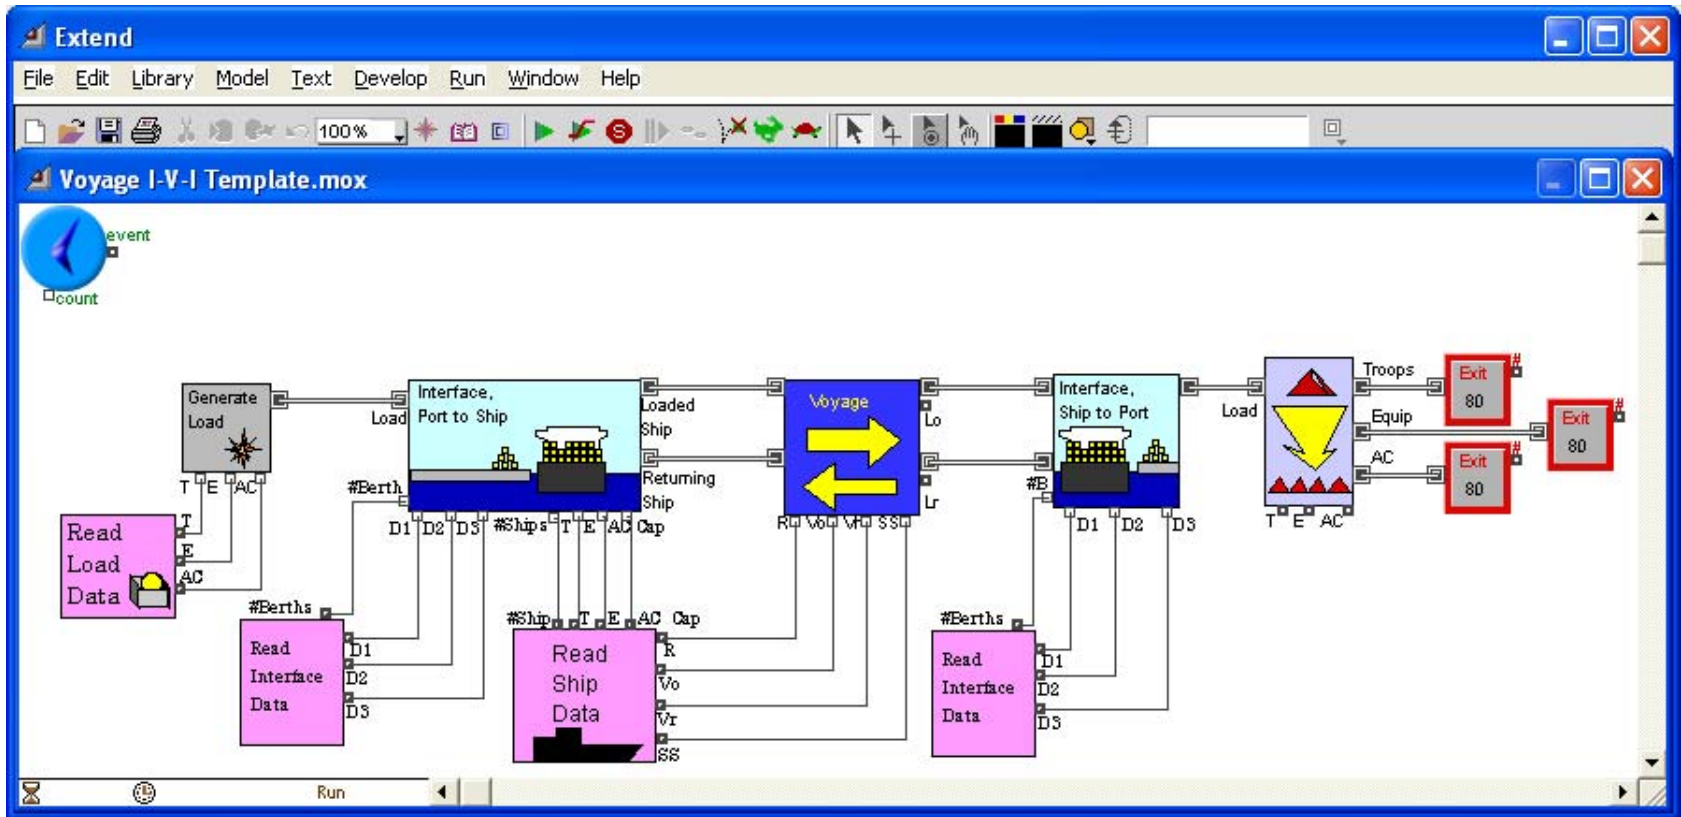 Extend
File Edit Library Model Text Develop Run Window Help
100%
Voyage I-V-I Template.mox
event
count
Generate
Load
T E AC
Load
Interface,
Port to Ship
Loaded
Ship
Returning
Ship
#Berth
D1 D2 D3 #Ships T E AC Cap
Voyage
Lo
Lr
R Vo Vr SS
Interface,
Ship to Port
#B
D1 D2 D3
Load
T E AC
Troops
Equip
AC
Exit
80
#
Exit
80
#
Exit
80
#
Read
Load
Data
T
E
AC
#Berths
Read
Interface
Data
D1
D2
D3
#Ship T E AC Cap
Read
Ship
Data
R
Vo
Vr
SS
#Berths
Read
Interface
Data
D1
D2
D3
Run